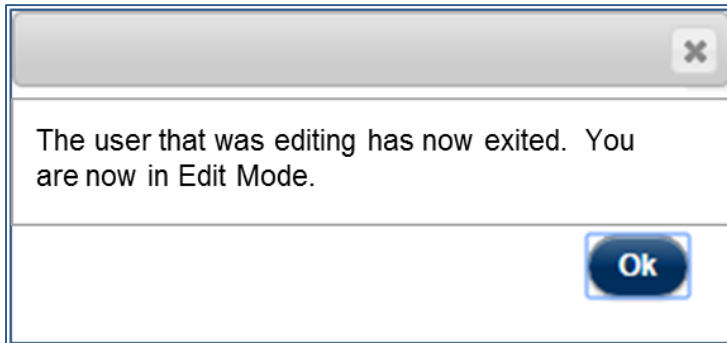 The user that was editing has now exited.  You
are now in Edit Mode.
Ok